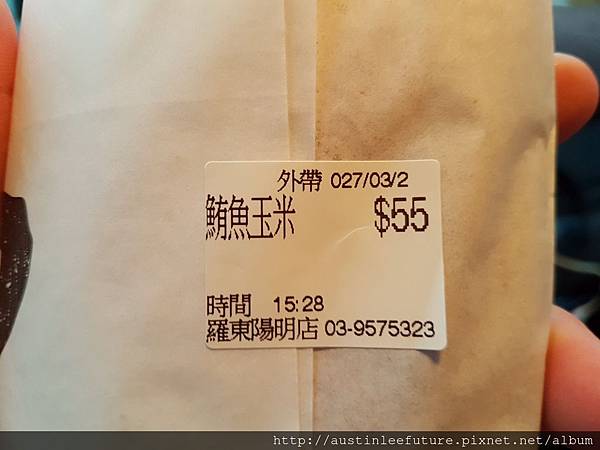 外帶 027/03/2
鮪魚玉米 $55
時間 15:28
羅東陽明店 03-9575323
http://austinleefuture.pixnet.net/album